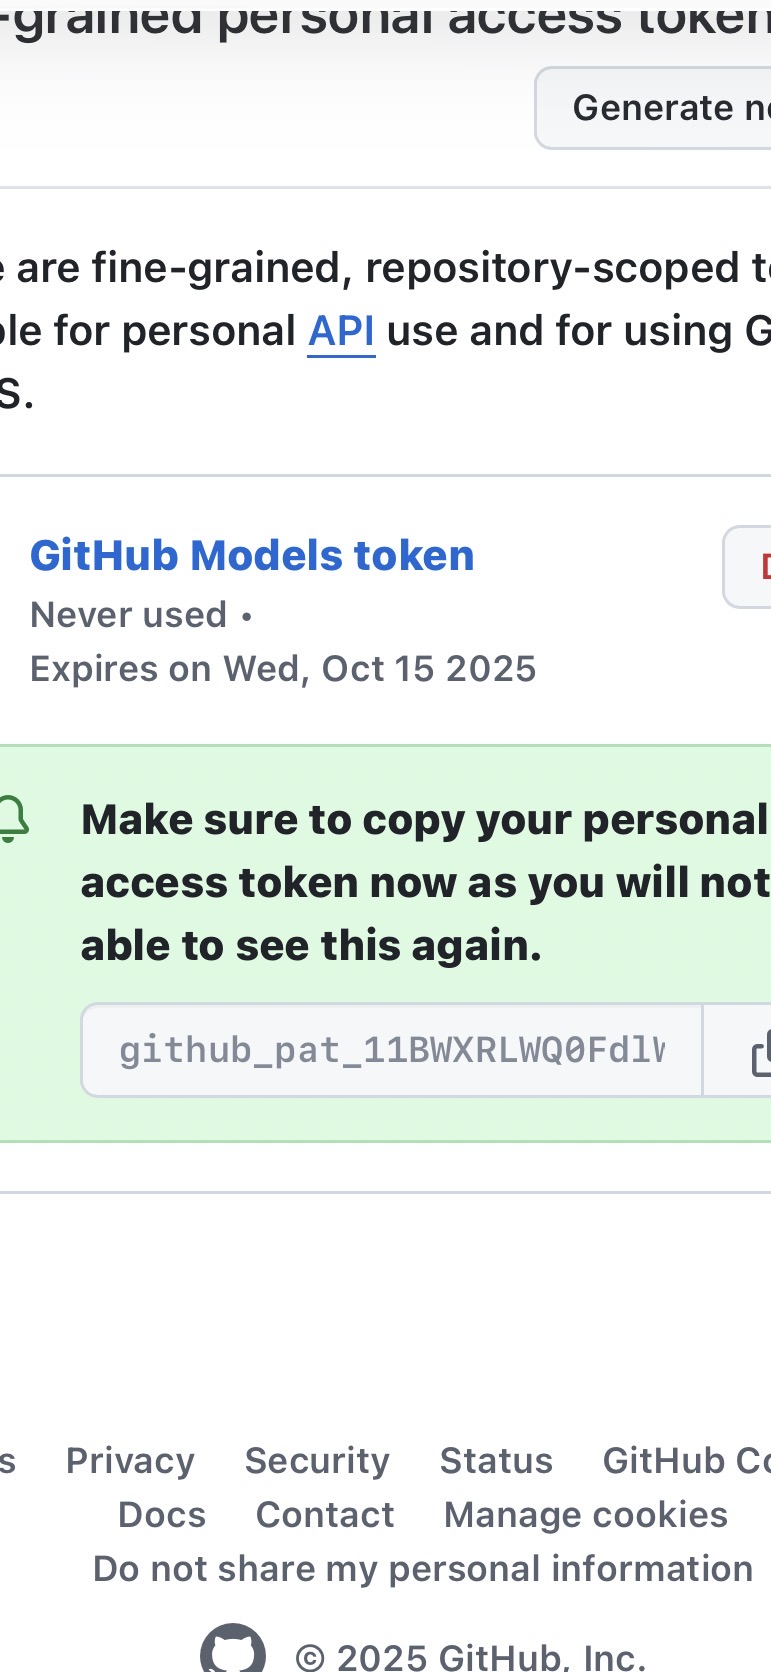 -grained personal access token
Generate ne
e are fine-grained, repository-scoped to
ble for personal API use and for using G
S.
GitHub Models token
Never used •
Expires on Wed, Oct 15 2025
Make sure to copy your personal
access token now as you will not
able to see this again.
github_pat_11BWXRLWQ0FdlW
s Privacy Security Status GitHub Co
Docs Contact Manage cookies
Do not share my personal information
© 2025 GitHub, Inc.